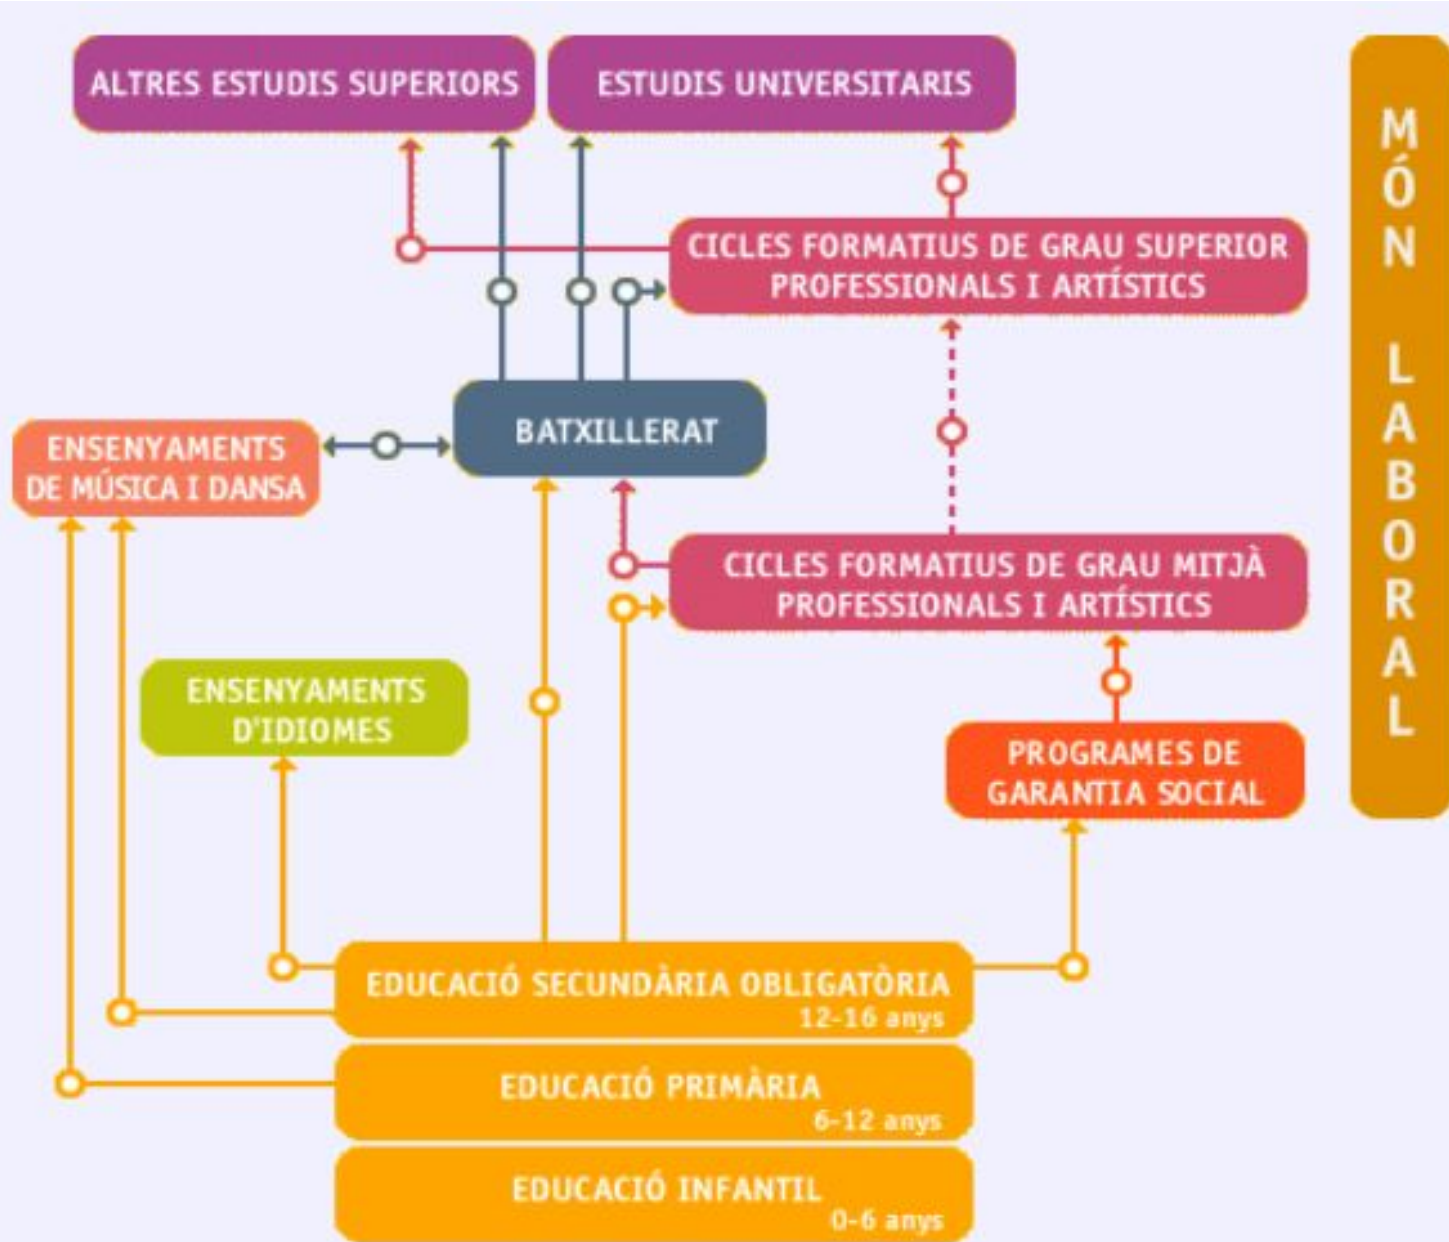 ALTRES ESTUDIS SUPERIORS
ESTUDIS UNIVERSITARIS
CICLES FORMATIUS DE GRAU SUPERIOR
PROFESSIONALS I ARTÍSTICS
BATXILLERAT
ENSENYAMENTS
DE MÚSICA I DANSA
CICLES FORMATIUS DE GRAU MITJÀ
PROFESSIONALS I ARTÍSTICS
ENSENYAMENTS
D'IDIOMES
PROGRAMES DE
GARANTIA SOCIAL
EDUCACIÓ SECUNDÀRIA OBLIGATÒRIA
12-16 anys
EDUCACIÓ PRIMÀRIA
6-12 anys
EDUCACIÓ INFANTIL
0-6 anys
MÓN LABORAL